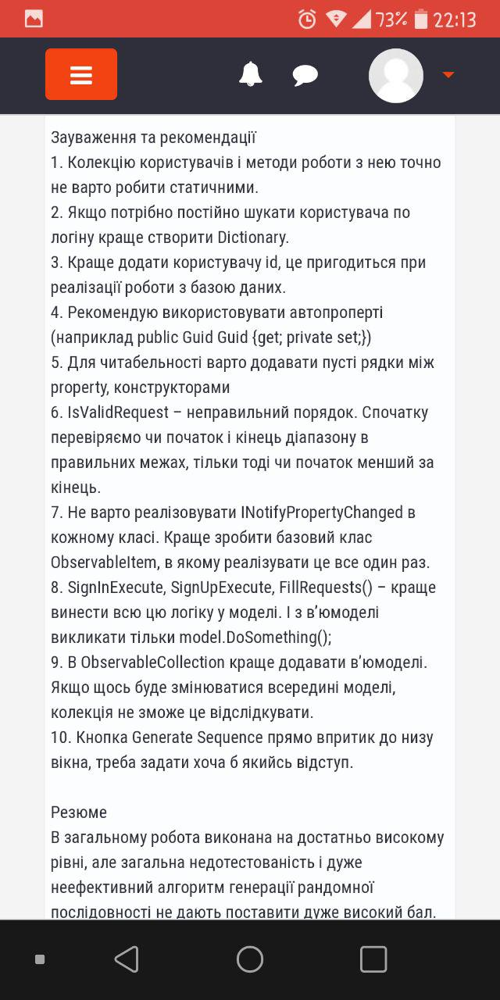 73% 22:13
Зауваження та рекомендації
1. Колекцію користувачів і методи роботи з нею точно
не варто робити статичними.
2. Якщо потрібно постійно шукати користувача по
логіну краще створити Dictionary.
3. Краще додати користувачу id, це пригодиться при
реалізації роботи з базою даних.
4. Рекомендую використовувати автопроперті
(наприклад public Guid Guid {get; private set;})
5. Для читабельності варто додавати пусті рядки між
property, конструкторами
6. IsValidRequest – неправильний порядок. Спочатку
перевіряємо чи початок і кінець діапазону в
правильних межах, тільки тоді чи початок менший за
кінець.
7. Не варто реалізовувати INotifyPropertyChanged в
кожному класі. Краще зробити базовий клас
ObservableItem, в якому реалізувати це все один раз.
8. SignInExecute, SignUpExecute, FillRequests() – краще
винести всю цю логіку у моделі. І з в’юмоделі
викликати тільки model.DoSomething();
9. В ObservableCollection краще додавати в’юмоделі.
Якщо щось буде змінюватися всередині моделі,
колекція не зможе це відслідкувати.
10. Кнопка Generate Sequence прямо впритик до низу
вікна, треба задати хоча б якийсь відступ.
Резюме
В загальному робота виконана на достатньо високому
рівні, але загальна недотестованість і дуже
неефективний алгоритм генерації рандомної
послідовності не дають поставити дуже високий бал.